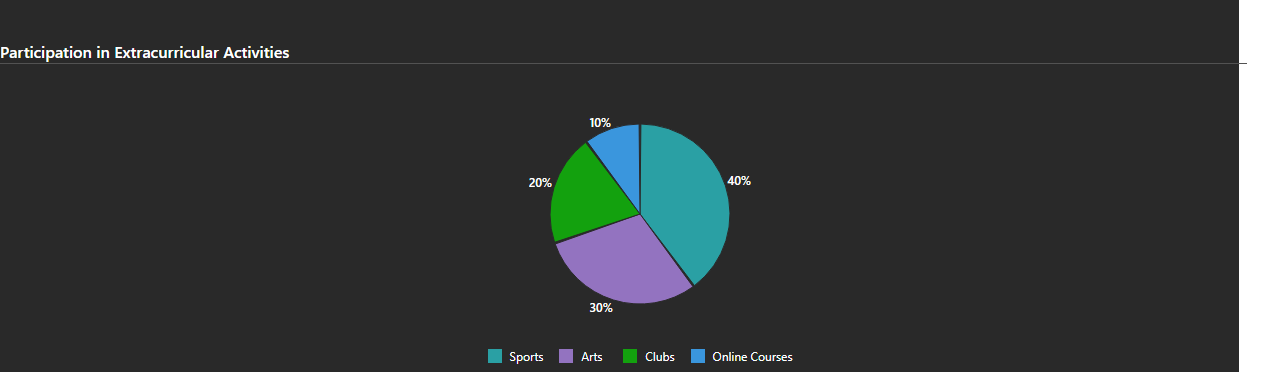 Participation in Extracurricular Activities
10%
40%
20%
30%
Sports
Arts
Clubs
Online Courses